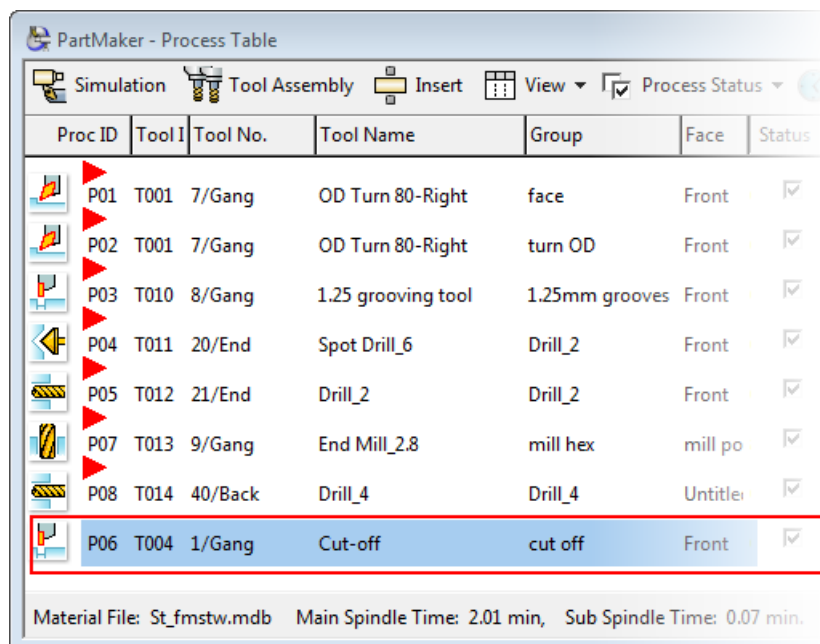 PartMaker - Process Table
Simulation Tool Assembly Insert View Process Status
Proc ID Tool I Tool No. Tool Name Group Face Status
P01 T001 7/Gang OD Turn 80-Right face Front
P02 T001 7/Gang OD Turn 80-Right turn OD Front
P03 T010 8/Gang 1.25 grooving tool 1.25mm grooves Front
P04 T011 20/End Spot Drill_6 Drill_2 Front
P05 T012 21/End Drill_2 Drill_2 Front
P07 T013 9/Gang End Mill_2.8 mill hex mill po
P08 T014 40/Back Drill_4 Drill_4 Untitle
P06 T004 1/Gang Cut-off cut off Front
Material File: St_fmstw.mdb Main Spindle Time: 2.01 min, Sub Spindle Time: 0.07 min.